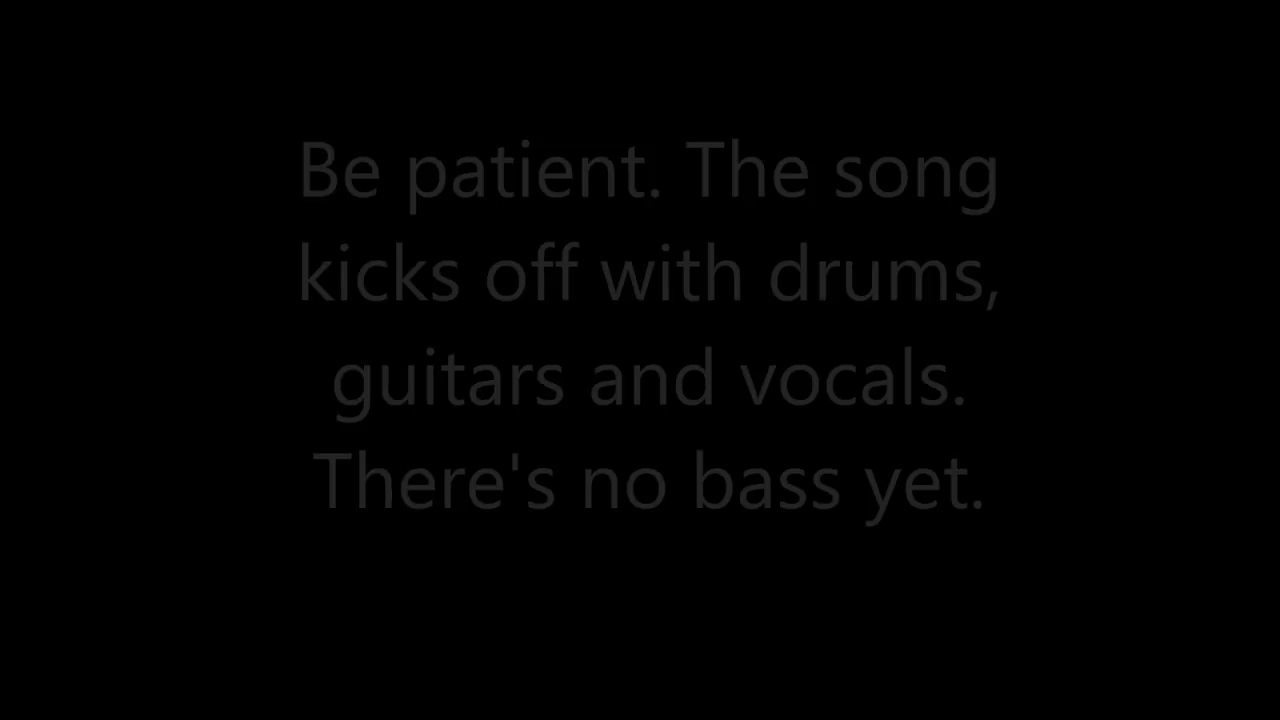 Be patient. The song
kicks off with drums,
guitars and vocals.
There's no bass yet.